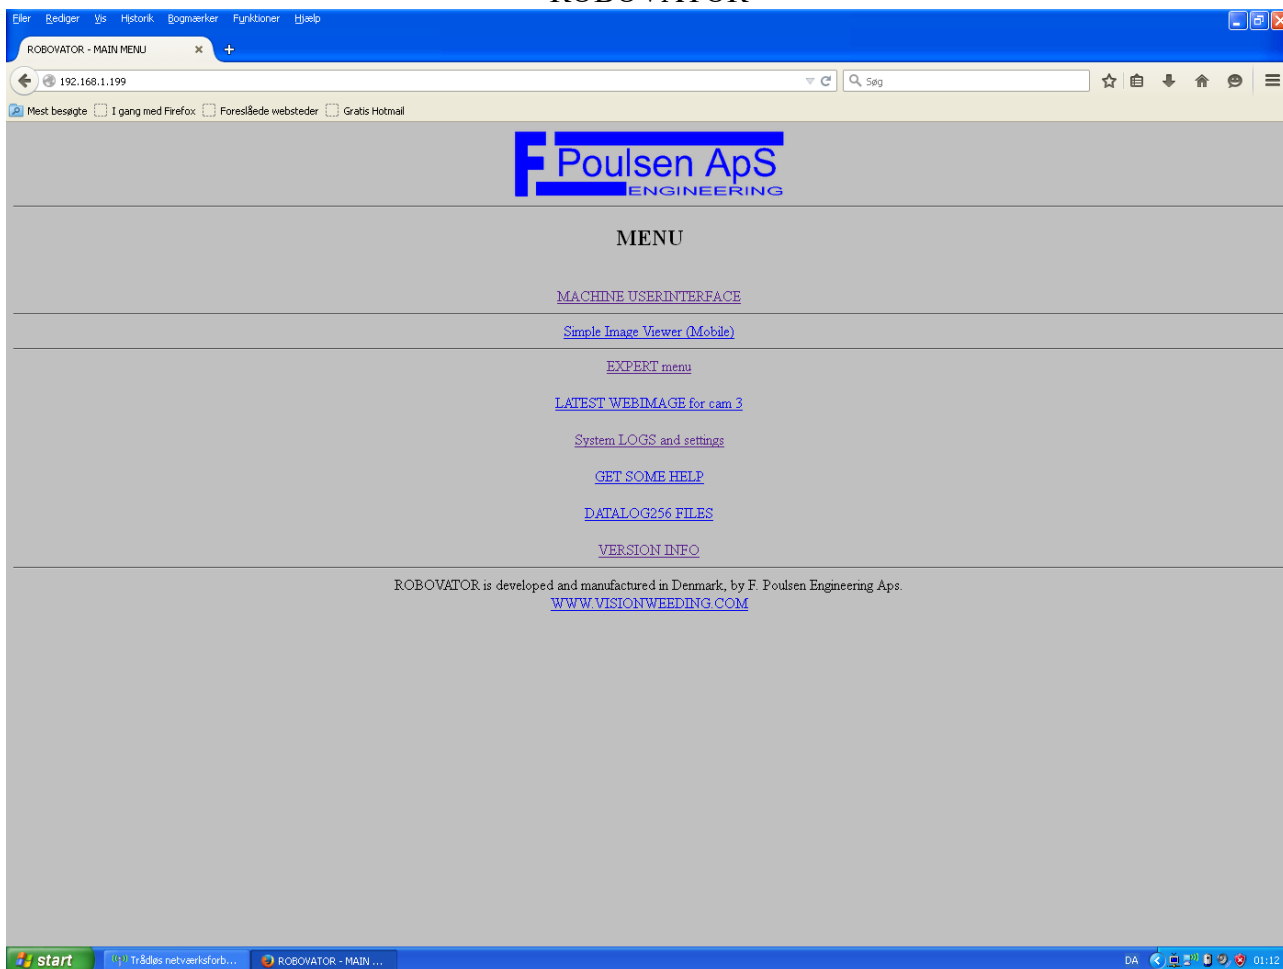 ROBOVATOR
Filer Rediger Vis Historik Bogmærker Funktioner Hjælp
ROBOVATOR - MAIN MENU
192.168.1.199 Søg
Mest besøgte I gang med Firefox Foreslåede websteder Gratis Hotmail
F Poulsen ApS
ENGINEERING
MENU
MACHINE USERINTERFACE
Simple Image Viewer (Mobile)
EXPERT menu
LATEST WEBIMAGE for cam 3
System LOGS and settings
GET SOME HELP
DATALOG256 FILES
VERSION INFO
ROBOVATOR is developed and manufactured in Denmark, by F. Poulsen Engineering Aps.
WWW.VISIONWEEDING.COM
start Trådløs netværksforb... ROBOVATOR - MAIN ... DA 01:12